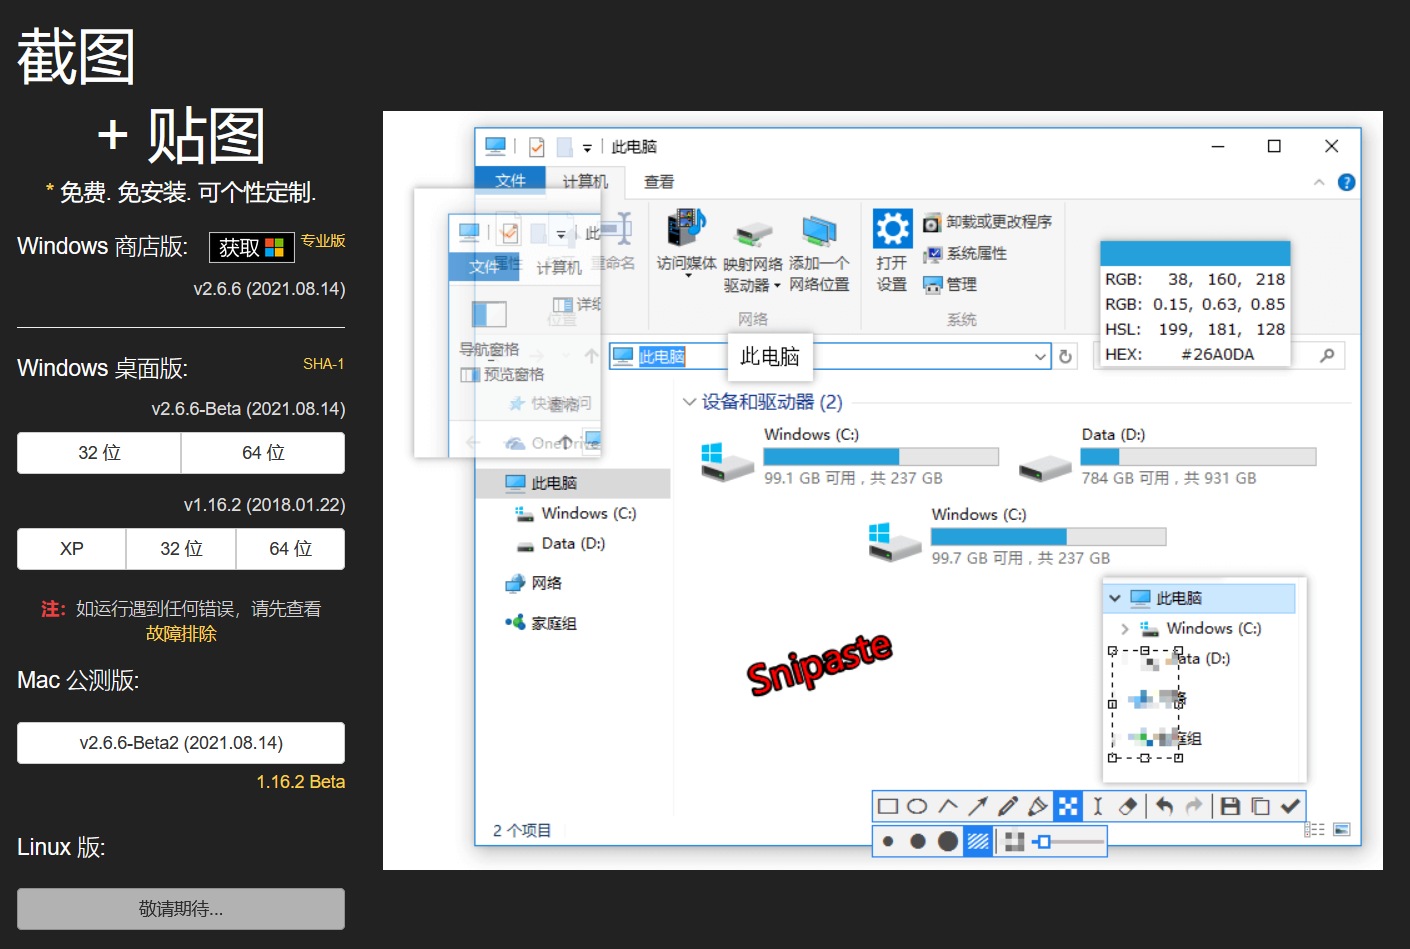 截图
+ 贴图
* 免费. 免安装. 可个性定制.
Windows 商店版:
获取
专业版
v2.6.6 (2021.08.14)
Windows 桌面版:
SHA-1
v2.6.6-Beta (2021.08.14)
32 位
64 位
v1.16.2 (2018.01.22)
XP
32 位
64 位
注: 如运行遇到任何错误，请先查看
故障排除
Mac 公测版:
v2.6.6-Beta2 (2021.08.14)
1.16.2 Beta
Linux 版:
敬请期待...
此电脑
文件
计算机
查看
属性
重命名
访问媒体
映射网络
驱动器
添加一个
网络位置
网络
打开
设置
卸载或更改程序
系统属性
管理
系统
此
文件
计算机
位置
详细
导航窗格
预览窗格
窗格
快速访问
OneDrive
此电脑
此电脑
RGB: 38, 160, 218
RGB: 0.15, 0.63, 0.85
HSL: 199, 181, 128
HEX: #26A0DA
设备和驱动器 (2)
Windows (C:)
99.1 GB 可用，共 237 GB
Data (D:)
784 GB 可用，共 931 GB
Windows (C:)
99.7 GB 可用，共 237 GB
此电脑
Windows (C:)
Data (D:)
网络
家庭组
Snipaste
此电脑
Windows (C:)
ata (D:)
庭组
2 个项目